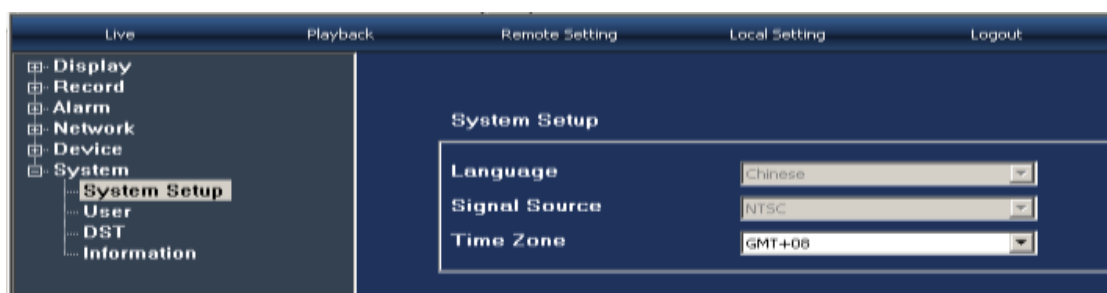 Live Playback Remote Setting Local Setting Logout
Display
Record
Alarm
Network
Device
System
System Setup
User
DST
Information
System Setup
Language Chinese
Signal Source NTSC
Time Zone GMT+08